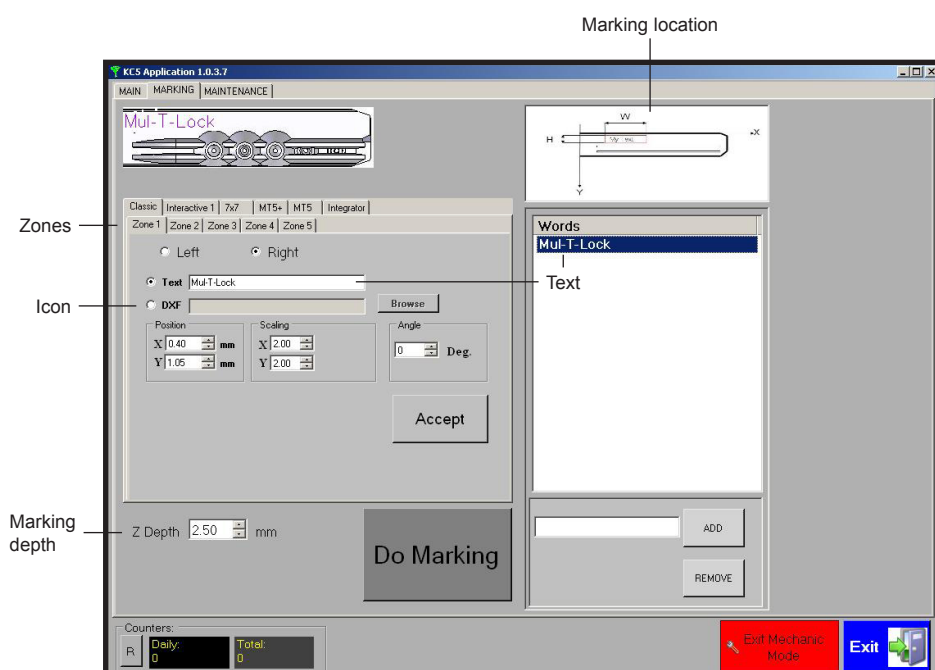 Marking location
KC5 Application 1.0.3.7
MAIN MARKING MAINTENANCE
Mul-T-Lock
W
H
X
Y
Classic Interactive 1 7x7 MT5+ MT5 Integrator
Zones
Zone 1 Zone 2 Zone 3 Zone 4 Zone 5
Left Right
Text Mul-T-Lock
Icon
DXF Browse
Position Scaling Angle
X 0.40 mm X 2.00 0 Deg.
Y 1.05 mm Y 2.00
Accept
Words
Mul-T-Lock
Text
Marking
depth
Z Depth 2.50 mm
Do Marking
ADD
REMOVE
Counters:
R Daily: Total:
0 0
Exit Mechanic
Mode
Exit